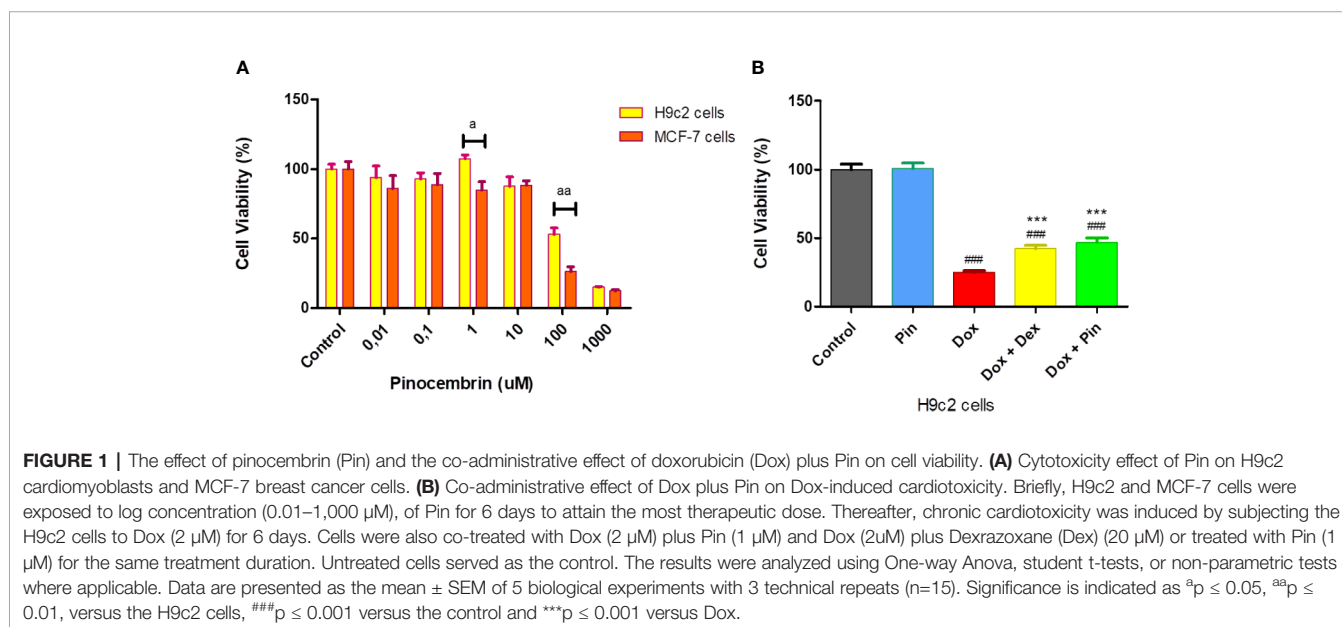 A
150
100
50
0
Cell Viability (%)
a
aa
H9c2 cells
MCF-7 cells
Control
0,01
0,1
1
10
100
1000
Pinocembrin (uM)
B
150
100
50
0
Cell Viability (%)
###
***
###
***
###
Control
Pin
Dox
Dox + Dex
Dox + Pin
H9c2 cells
FIGURE 1 | The effect of pinocembrin (Pin) and the co-administrative effect of doxorubicin (Dox) plus Pin on cell viability. (A) Cytotoxicity effect of Pin on H9c2
cardiomyoblasts and MCF-7 breast cancer cells. (B) Co-administrative effect of Dox plus Pin on Dox-induced cardiotoxicity. Briefly, H9c2 and MCF-7 cells were
exposed to log concentration (0.01–1,000 µM), of Pin for 6 days to attain the most therapeutic dose. Thereafter, chronic cardiotoxicity was induced by subjecting the
H9c2 cells to Dox (2 µM) for 6 days. Cells were also co-treated with Dox (2 µM) plus Pin (1 µM) and Dox (2uM) plus Dexrazoxane (Dex) (20 µM) or treated with Pin (1
µM) for the same treatment duration. Untreated cells served as the control. The results were analyzed using One-way Anova, student t-tests, or non-parametric tests
where applicable. Data are presented as the mean ± SEM of 5 biological experiments with 3 technical repeats (n=15). Significance is indicated as ᵃp ≤ 0.05, ᵃᵃp ≤
0.01, versus the H9c2 cells, ###p ≤ 0.001 versus the control and ***p ≤ 0.001 versus Dox.